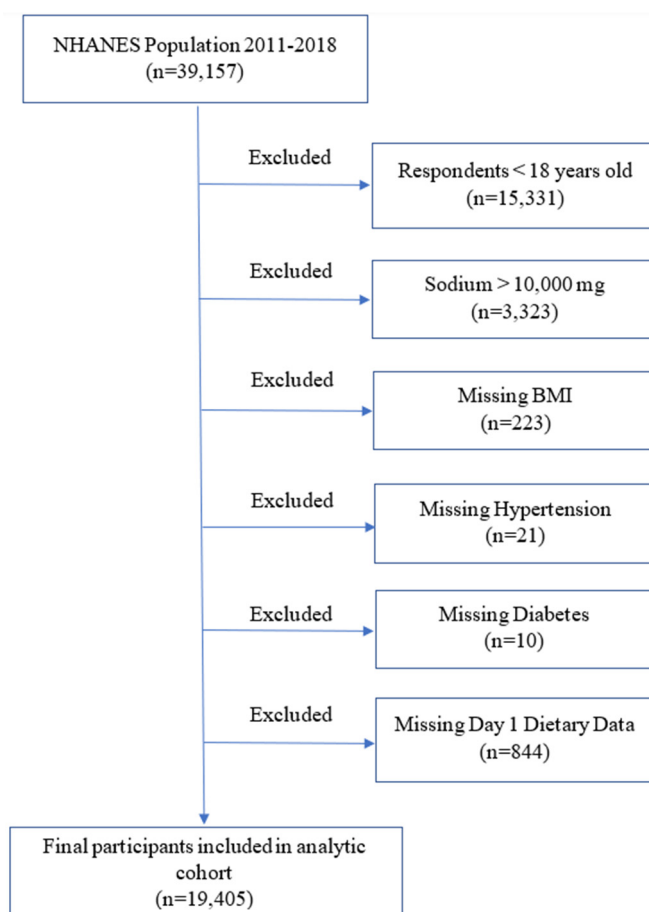 NHANES Population 2011-2018
(n=39,157)
Excluded
Respondents < 18 years old
(n=15,331)
Excluded
Sodium > 10,000 mg
(n=3,323)
Excluded
Missing BMI
(n=223)
Excluded
Missing Hypertension
(n=21)
Excluded
Missing Diabetes
(n=10)
Excluded
Missing Day 1 Dietary Data
(n=844)
Final participants included in analytic
cohort
(n=19,405)